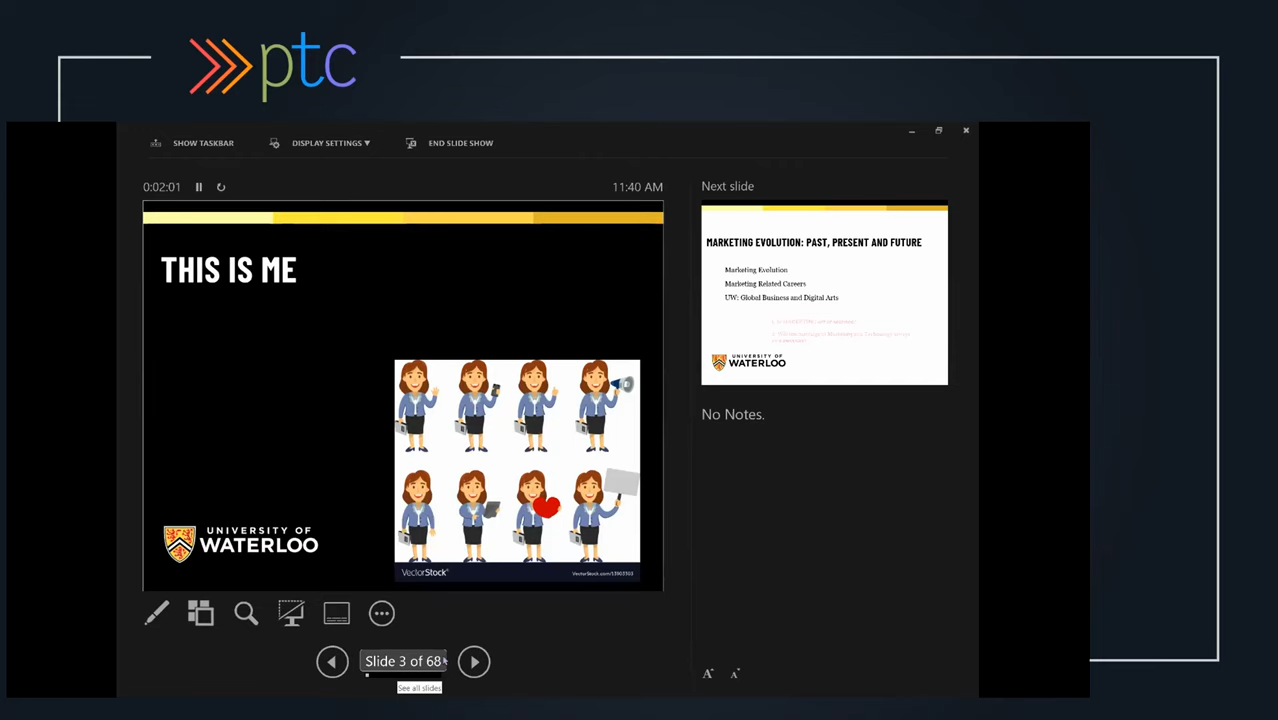 ptc
SHOW TASKBAR
DISPLAY SETTINGS ▼
END SLIDE SHOW
0:02:01
11:40 AM
THIS IS ME
UNIVERSITY OF
WATERLOO
VectorStock®
VectorStock.com/13903303
Slide 3 of 68
See all slides
Next slide
MARKETING EVOLUTION: PAST, PRESENT AND FUTURE
Marketing Evolution
Marketing Related Careers
UW: Global Business and Digital Arts
UNIVERSITY OF
WATERLOO
No Notes.
A
A